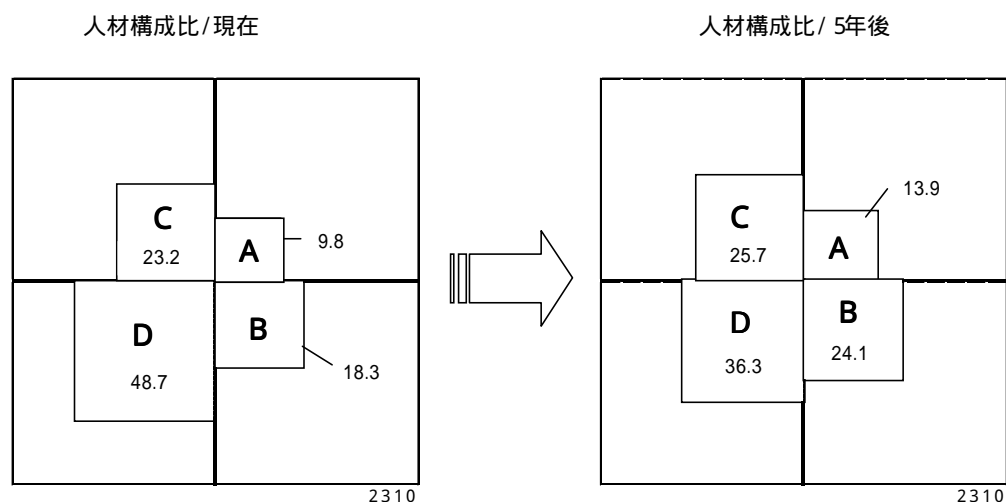 人材構成比/現在
C
23.2
A
9.8
D
48.7
B
18.3
2310
人材構成比/ 5年後
C
25.7
A
13.9
D
36.3
B
24.1
2310